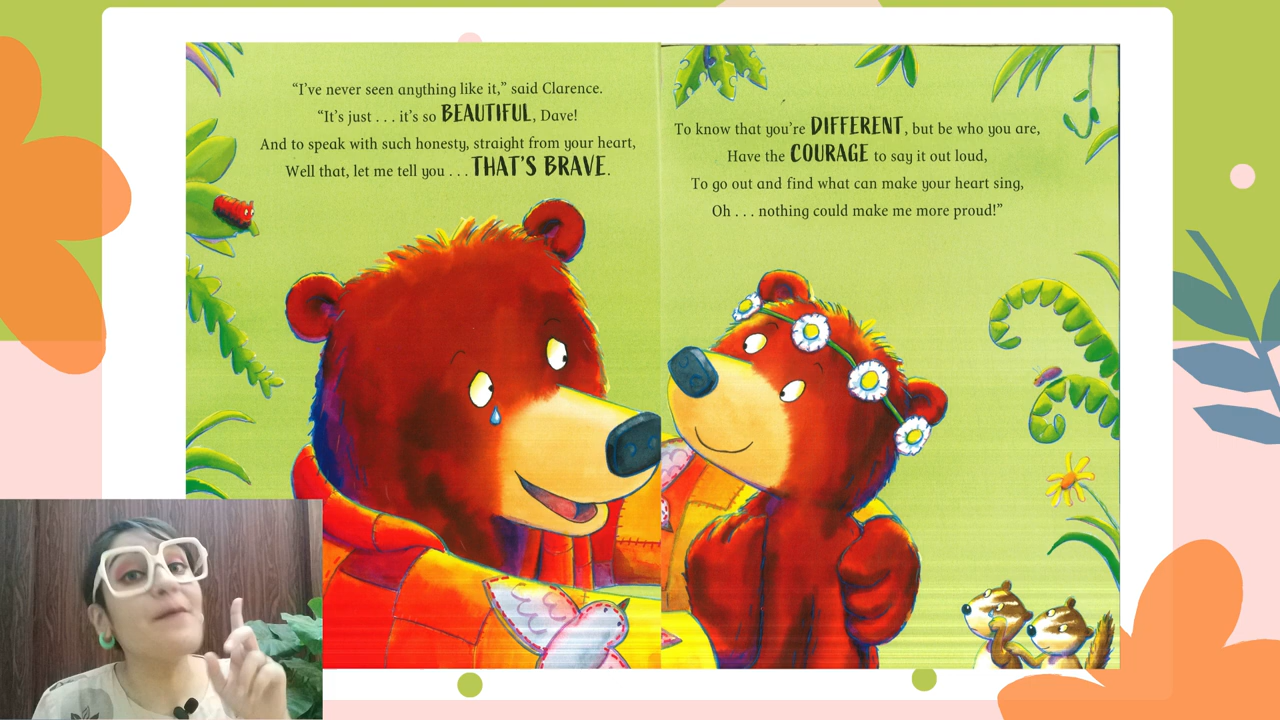 “I’ve never seen anything like it,” said Clarence.
“It’s just . . . it’s so BEAUTIFUL, Dave!
And to speak with such honesty, straight from your heart,
Well that, let me tell you . . . THAT’S BRAVE.
To know that you’re DIFFERENT, but be who you are,
Have the COURAGE to say it out loud,
To go out and find what can make your heart sing,
Oh . . . nothing could make me more proud!”